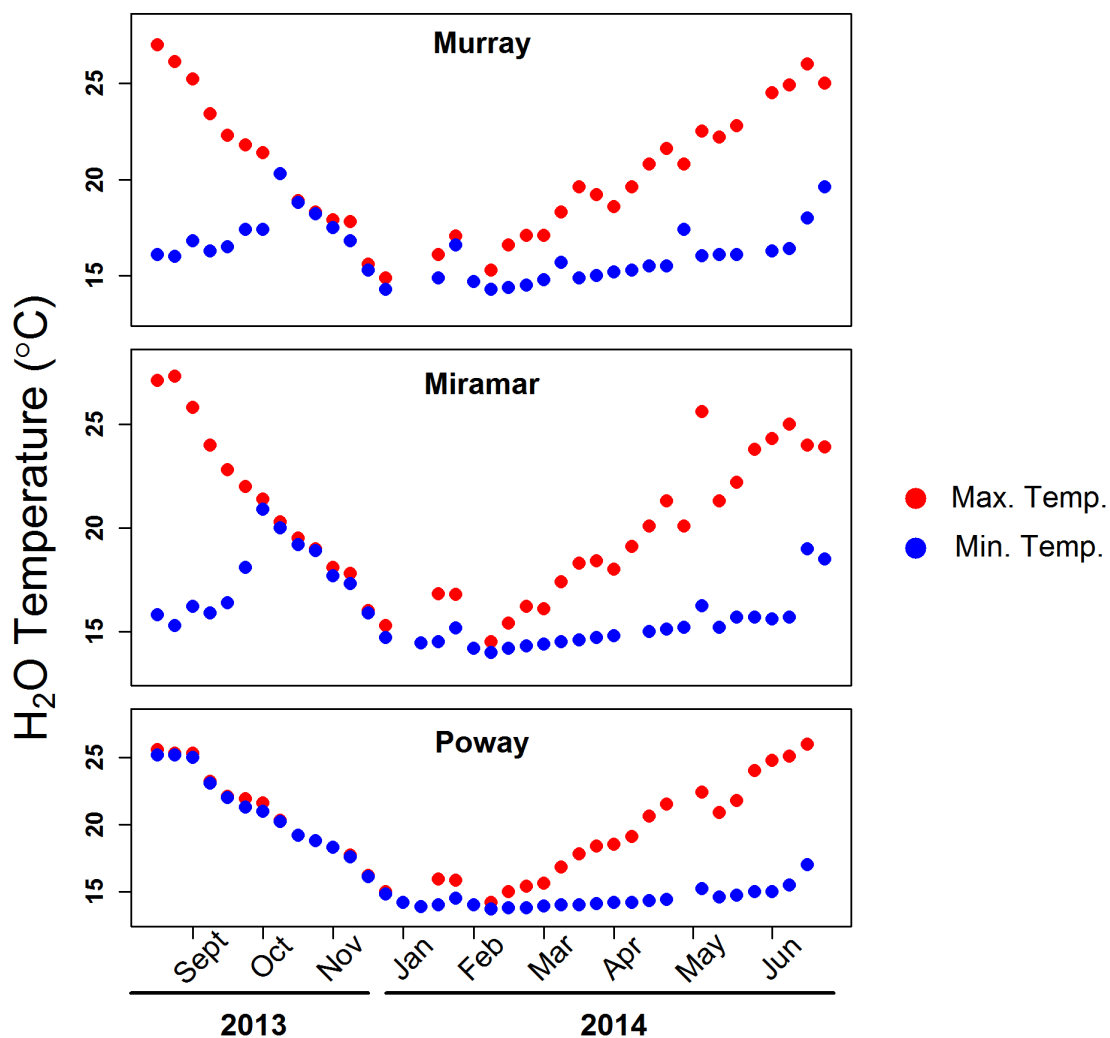 Murray
25
20
15
Miramar
25
20
15
Poway
25
20
15
H₂O Temperature (°C)
Max. Temp.
Min. Temp.
Sept Oct Nov Jan Feb Mar Apr May Jun
2013 2014